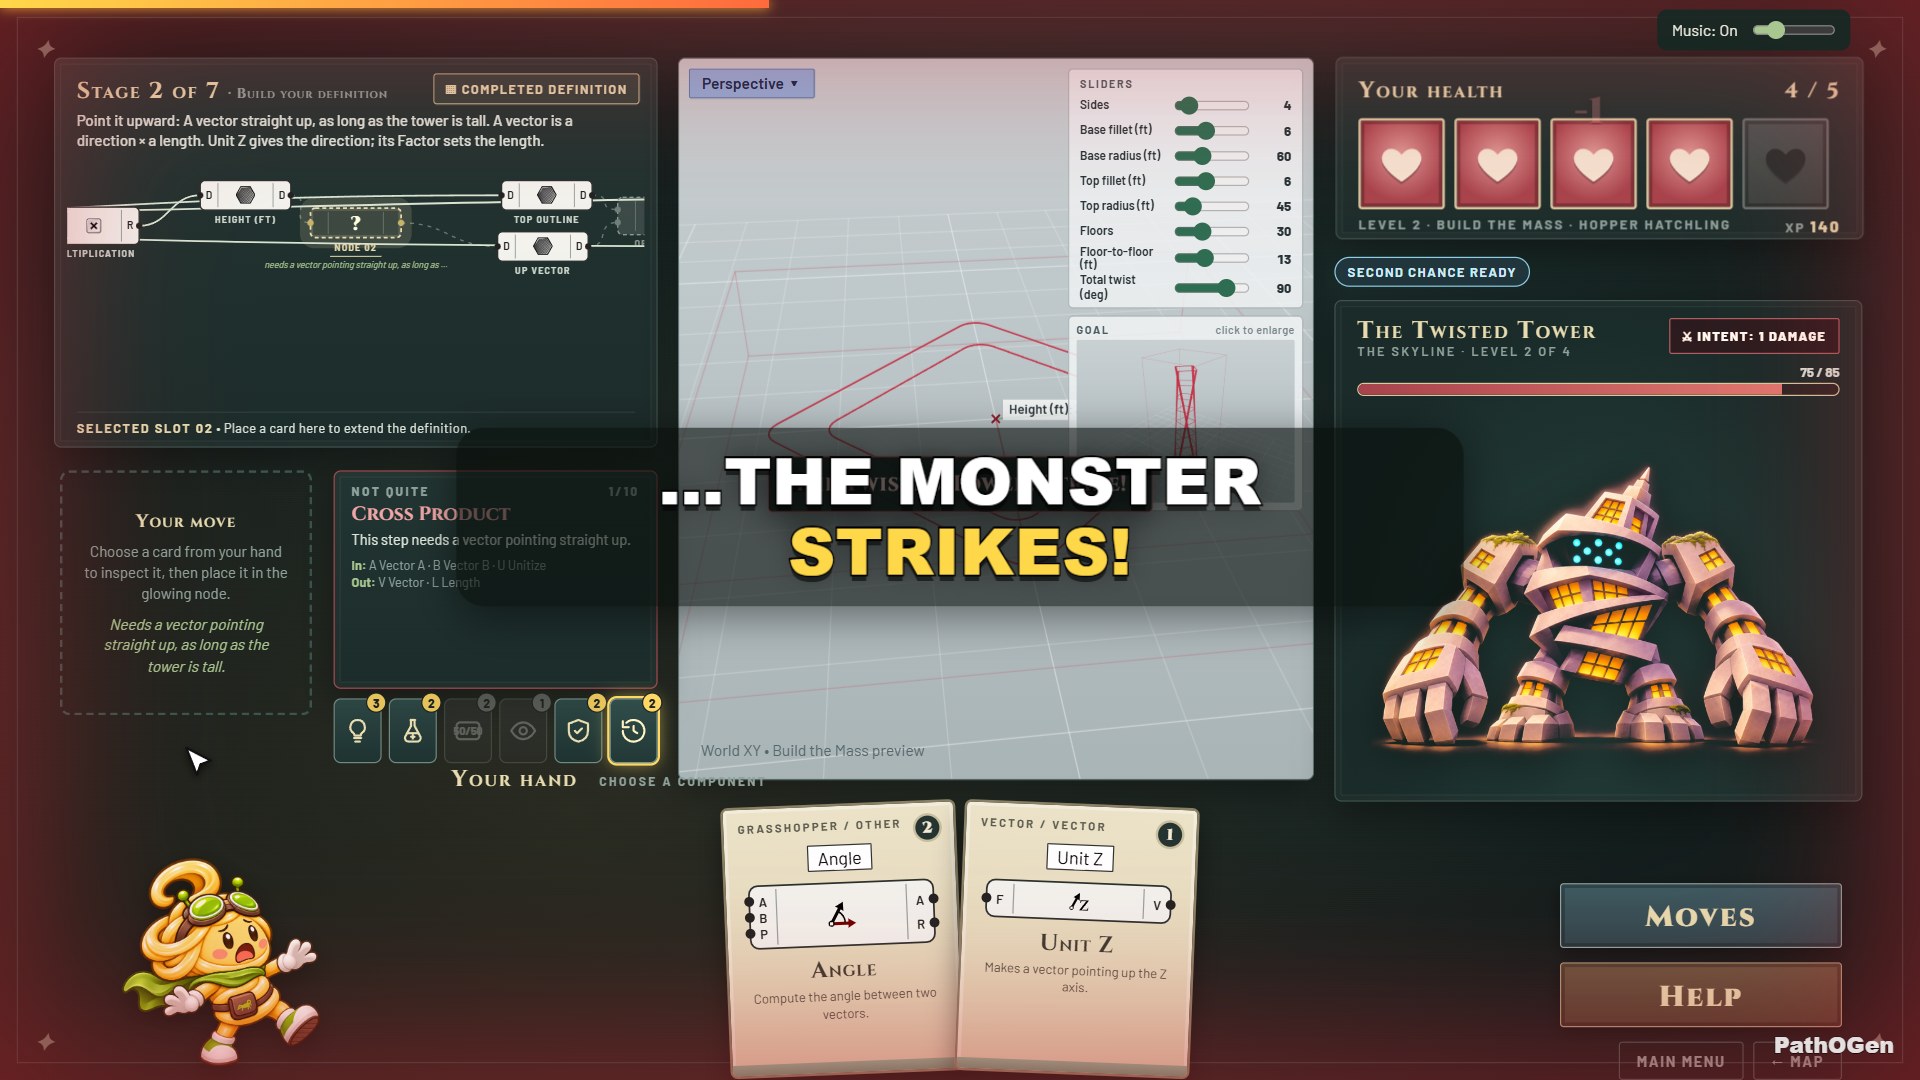 Music: On
Stage 2 of 7 · Build your definition
COMPLETED DEFINITION
Point it upward: A vector straight up, as long as the tower is tall. A vector is a
direction × a length. Unit Z gives the direction; its Factor sets the length.
D D
HEIGHT (FT)
R
LTIPLICATION
?
NODE 02
needs a vector pointing straight up, as long as ...
D D
TOP OUTLINE
D D
UP VECTOR
SELECTED SLOT 02 • Place a card here to extend the definition.
Your move
Choose a card from your hand
to inspect it, then place it in the
glowing node.
Needs a vector pointing
straight up, as long as the
tower is tall.
NOT QUITE 1/10
Cross Product
This step needs a vector pointing straight up.
In: A Vector A · B Vector B · U Unitize
Out: V Vector · L Length
3 2 2 1 2 2
50/50
Your hand CHOOSE A COMPONENT
Perspective ▼
SLIDERS
Sides 4
Base fillet (ft) 6
Base radius (ft) 60
Top fillet (ft) 6
Top radius (ft) 45
Floors 30
Floor-to-floor
(ft) 13
Total twist
(deg) 90
GOAL click to enlarge
Height (ft)
...THE MONSTER
STRIKES!
World XY • Build the Mass preview
Your health 4 / 5
-1
LEVEL 2 · BUILD THE MASS · HOPPER HATCHLING XP 140
SECOND CHANCE READY
The Twisted Tower
THE SKYLINE · LEVEL 2 OF 4
INTENT: 1 DAMAGE
75 / 85
GRASSHOPPER / OTHER 2
Angle
A A
B
P R
Angle
Compute the angle between two
vectors.
VECTOR / VECTOR 1
Unit Z
F Z V
Unit Z
Makes a vector pointing up the Z
axis.
Moves
Help
MAIN MENU
← MAP
PathOGen